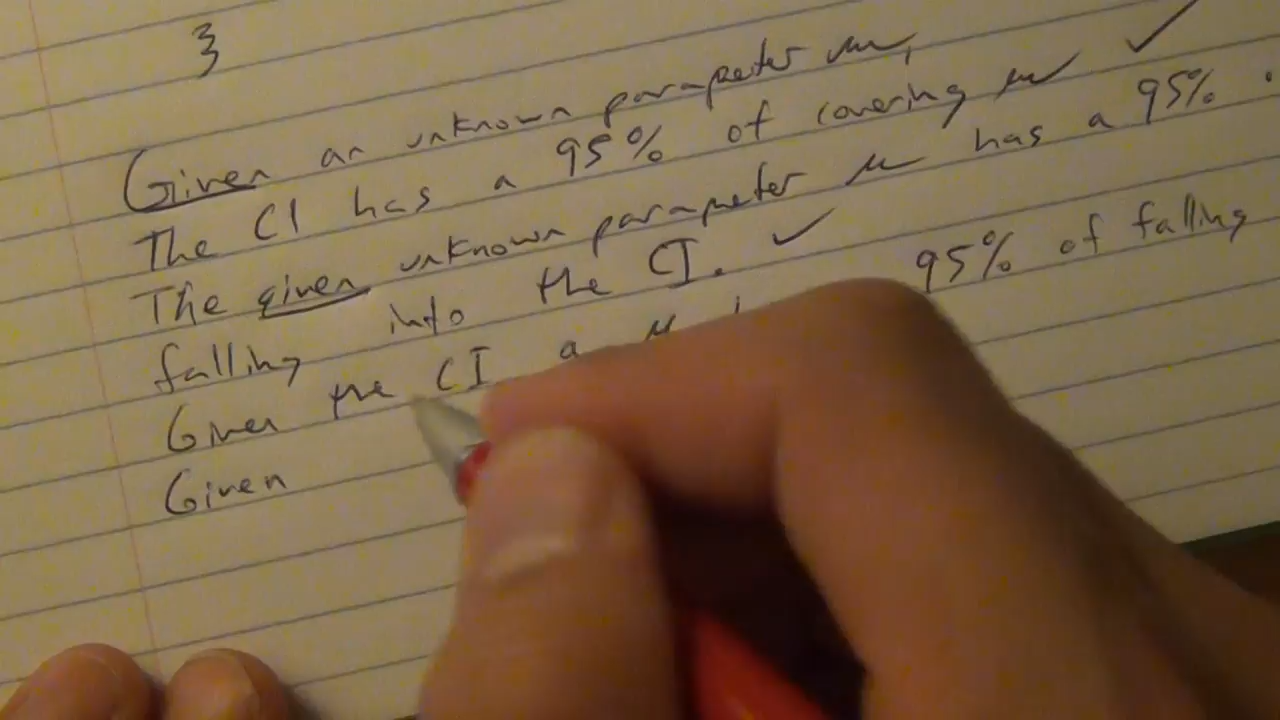 3
Given an unknown parameter μ,
The CI has a 95% of covering μ ✓
The given unknown parameter μ has a 95% of
falling into the CI. ✓
Given the CI a μ 95% of falling
Given